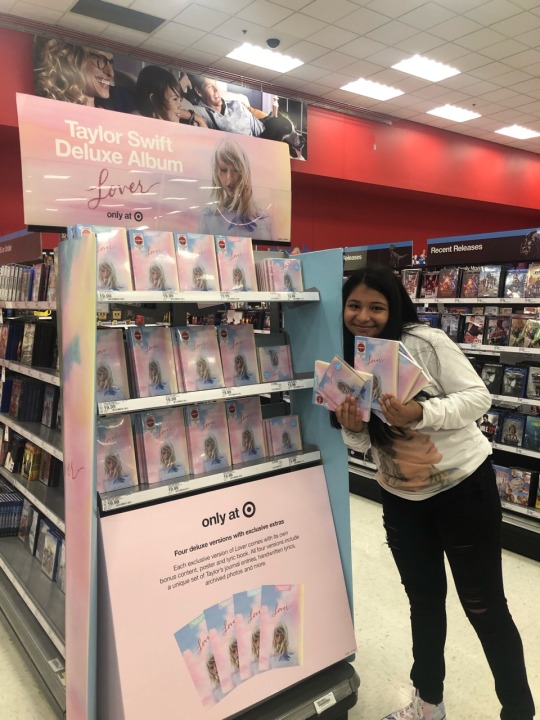 Taylor Swift
Deluxe Album
Lover
only at
Recent Releases
only at
Four deluxe versions with exclusive extras
Each exclusive version of Lover comes with its own
bonus content, poster and lyric book. All four versions include
a unique set of Taylor's journal entries, handwritten lyrics,
archived photos and more.
Lover